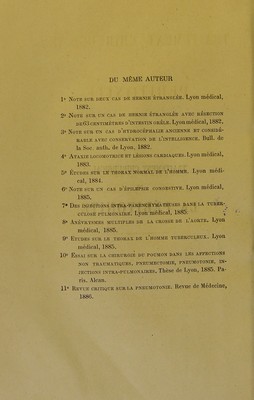 DU MÊME AUTEUR
1° Note sur deux cas de hernie étranglée. Lyon médical,
1882.
2° Note sur un cas de hernie étranglée avec résection
de centimètres d'intestin grêle. Lyon médical, 1882.
3° Note sur un cas d'hydrocéphalie ancienne et considé-
rable avec conservation de l'intelligence. Bull. de
la Soc. anth. de Lyon, 1882.
4° Ataxie locomotrice et lésions cardiaques. Lyon médical,
1883.
5° Études sur le thorax normal de l'homme. Lyon médi-
cal, 1884.
6° Note sur un cas d'épilepsie congestive. Lyon médical,
1885.
7° Des injections intra-parenchymateuses dans la tuber-
culose pulmonaire. Lyon médical, 1885.
8° Anévrysmes multiples de la crosse de l'aorte. Lyon
médical, 1885.
9° Études sur le thorax de l'homme tuberculeux. Lyon
médical, 1885.
10° Essai sur la chirurgie du poumon dans les affections
non traumatiques, pneumectomie, pneumotomie, in-
jections intra-pulmonaires. Thèse de Lyon, 1885. Pa-
ris. Alcan.
11° Revue critique sur la pneumotomie. Revue de Médecine,
1886.